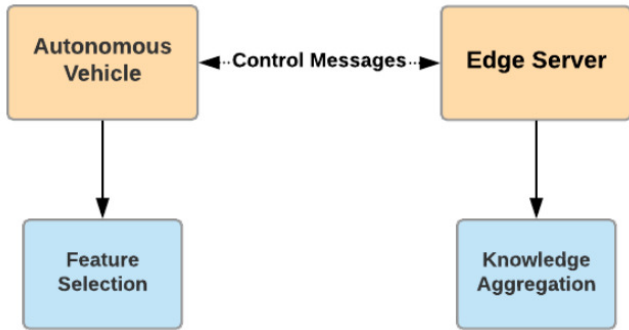 Autonomous
Vehicle
Control Messages
Edge Server
Feature
Selection
Knowledge
Aggregation